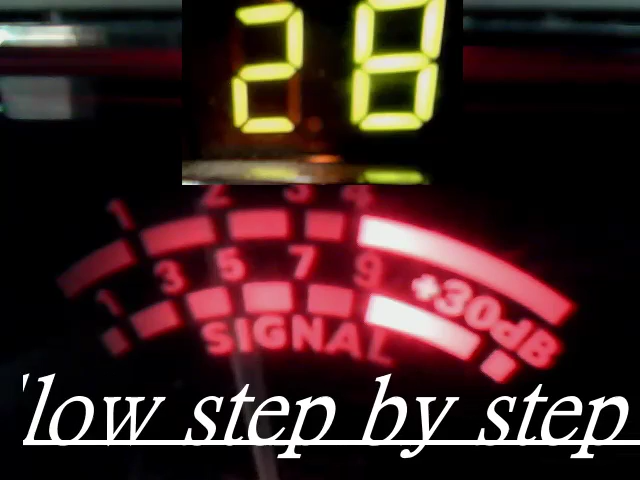 28
1 2 3 4
1 3 5 7 9 +30dB
SIGNAL
low step by step